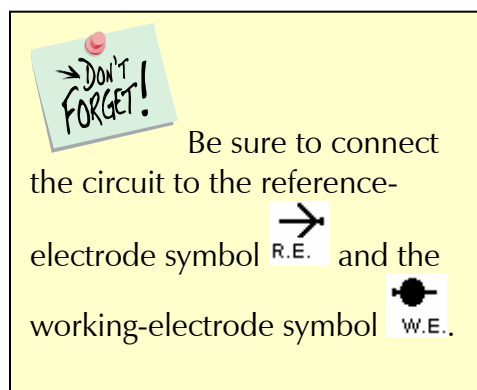 DON'T
FORGET!
Be sure to connect
the circuit to the reference-
electrode symbol R.E. and the
working-electrode symbol W.E..